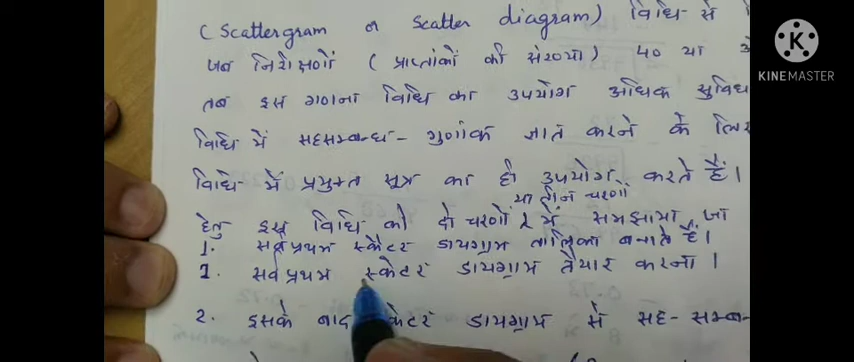 (Scattergram or Scatter diagram) विधि से
जब निरीक्षणों (प्राप्तांकों की संख्या) 40 या
तब इस गणना विधि का उपयोग अधिक सुविध
विधि में सहसम्बन्ध - गुणांक ज्ञात करने के लिए
विधि में प्रयुक्त सूत्र का ही उपयोग करते हैं।
या तीन चरणों
हेतु इस विधि को दो चरणों में समझाया जा
1. सर्वप्रथम स्कैटर डायग्राम तालिका बनाते हैं।
1. सर्वप्रथम स्कैटर डायग्राम तैयार करना।
2. इसके बाद केटर डायग्राम से सह-सम्ब-
K
KINEMASTER